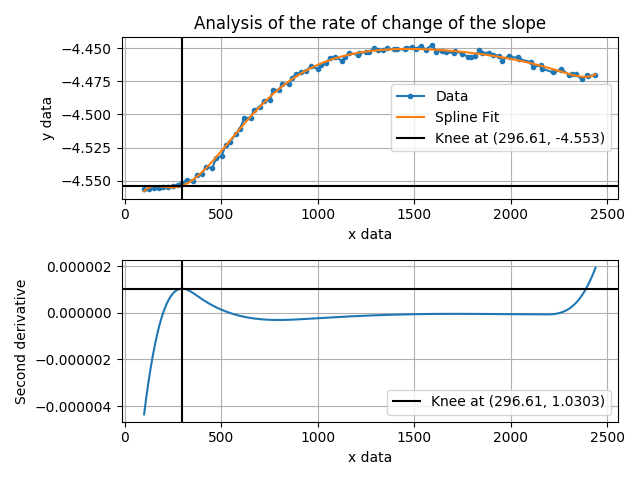 Analysis of the rate of change of the slope
−4.450
−4.475
−4.500
−4.525
−4.550
y data
Data
Spline Fit
Knee at (296.61, -4.553)
0
500
1000
1500
2000
2500
x data
0.000002
0.000000
−0.000002
−0.000004
Second derivative
Knee at (296.61, 1.0303)
0
500
1000
1500
2000
2500
x data